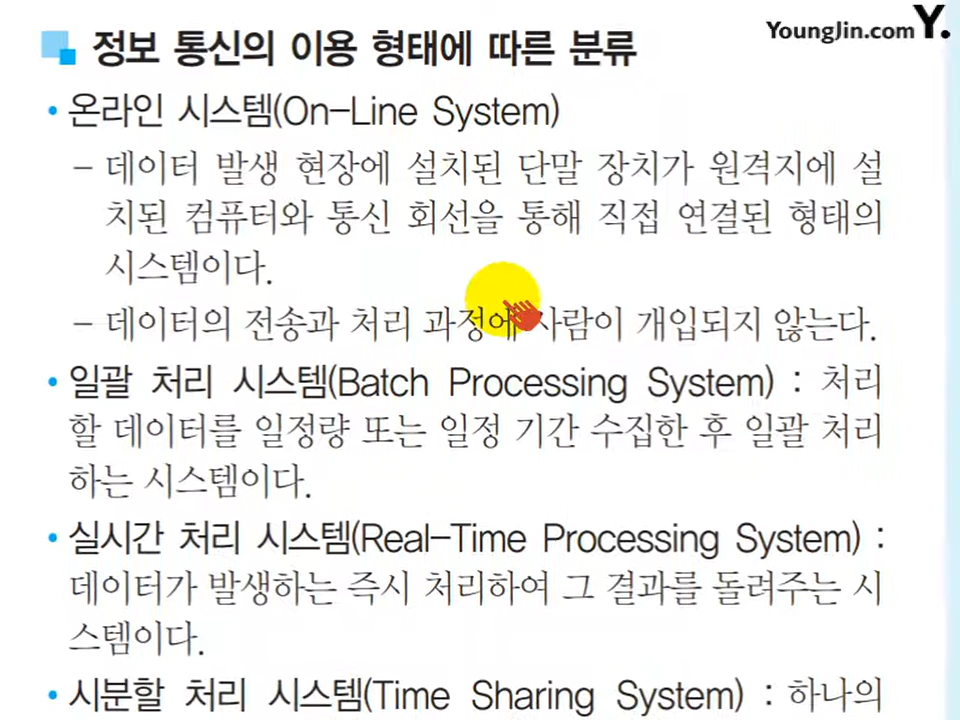 YoungJin.com Y.
정보 통신의 이용 형태에 따른 분류
• 온라인 시스템(On-Line System)
– 데이터 발생 현장에 설치된 단말 장치가 원격지에 설
치된 컴퓨터와 통신 회선을 통해 직접 연결된 형태의
시스템이다.
– 데이터의 전송과 처리 과정에 사람이 개입되지 않는다.
• 일괄 처리 시스템(Batch Processing System) : 처리
할 데이터를 일정량 또는 일정 기간 수집한 후 일괄 처리
하는 시스템이다.
• 실시간 처리 시스템(Real-Time Processing System) :
데이터가 발생하는 즉시 처리하여 그 결과를 돌려주는 시
스템이다.
• 시분할 처리 시스템(Time Sharing System) : 하나의